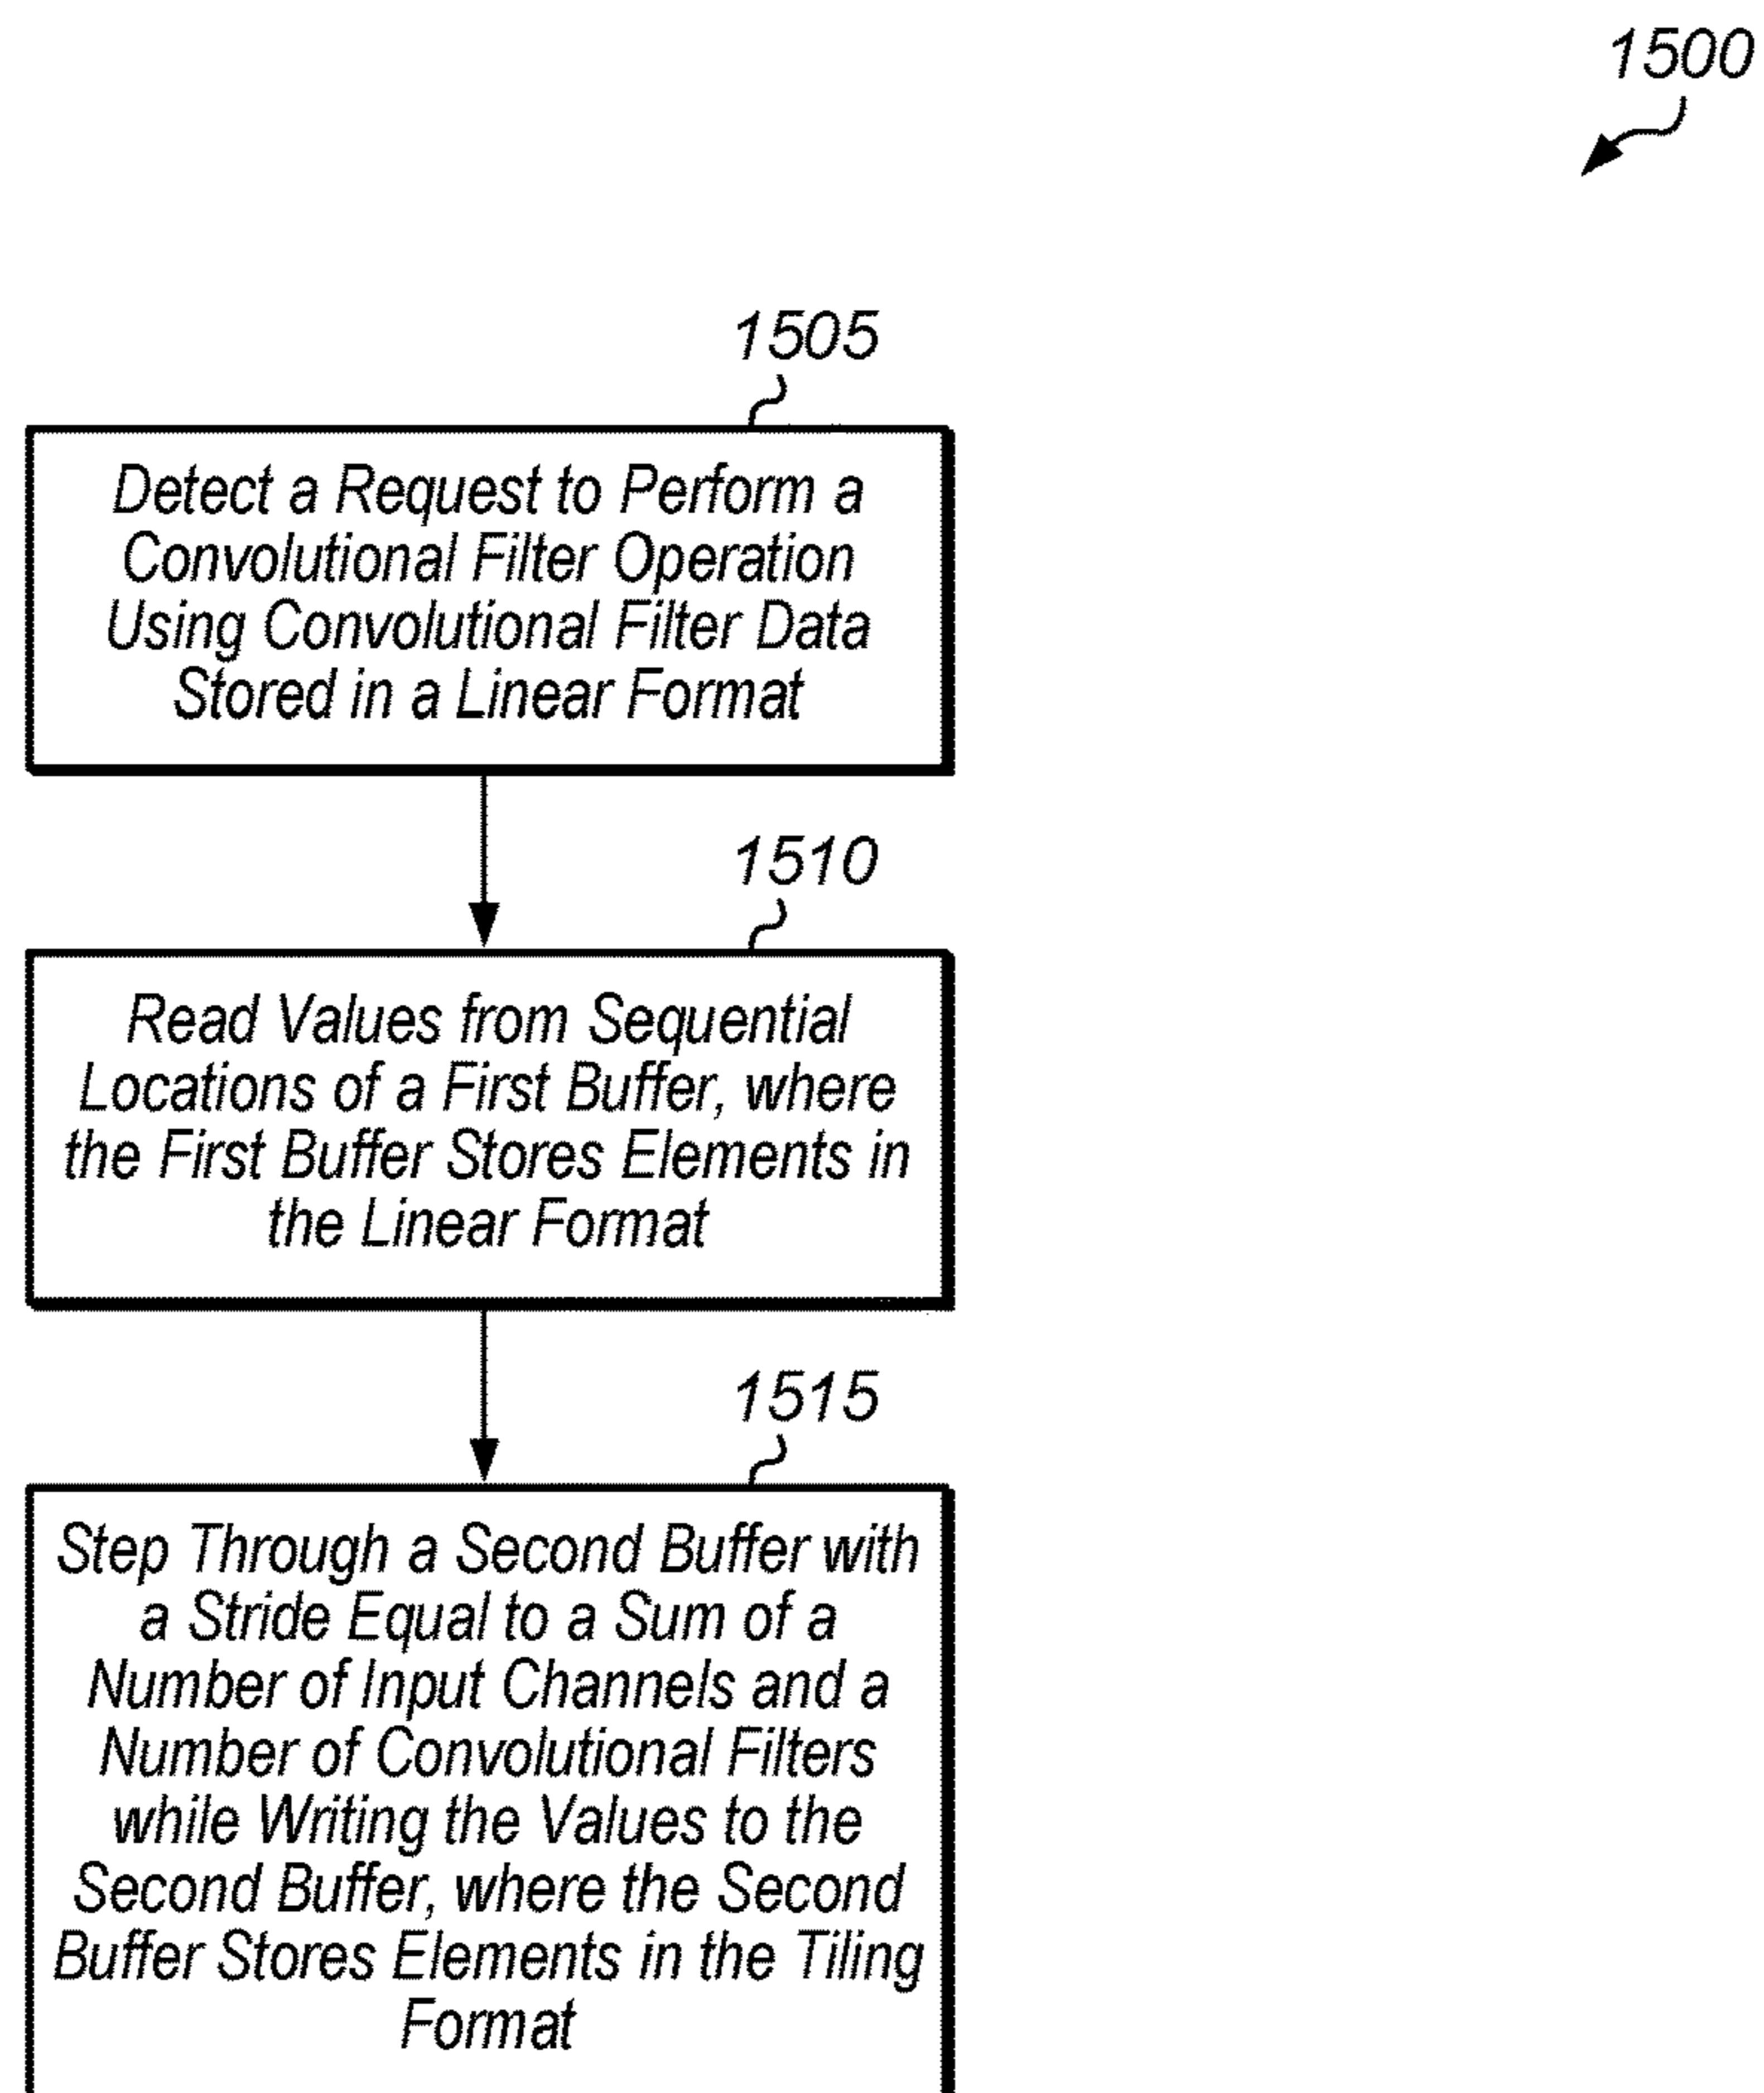 1500
1505
Detect a Request to Perform a
Convolutional Filter Operation
Using Convolutional Filter Data
Stored in a Linear Format
1510
Read Values from Sequential
Locations of a First Buffer, where
the First Buffer Stores Elements in
the Linear Format
1515
Step Through a Second Buffer with
a Stride Equal to a Sum of a
Number of Input Channels and a
Number of Convolutional Filters
while Writing the Values to the
Second Buffer, where the Second
Buffer Stores Elements in the Tiling
Format